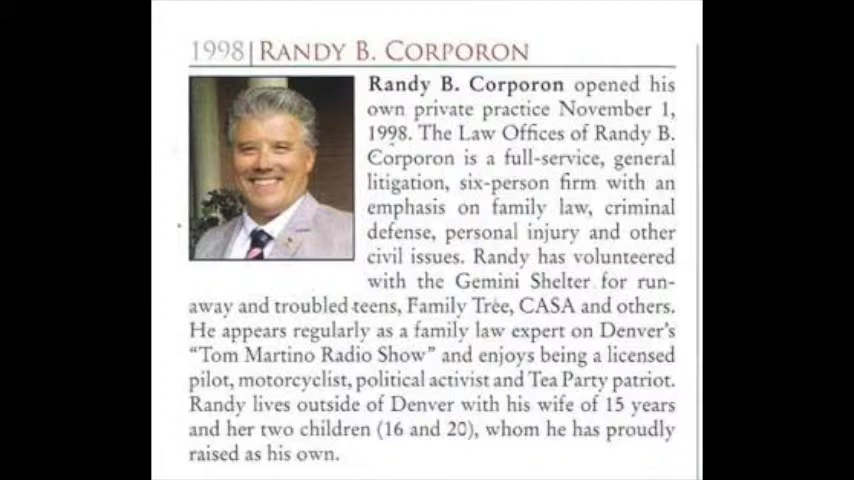 1998|RANDY B. CORPORON
Randy B. Corporon opened his
own private practice November 1,
1998. The Law Offices of Randy B.
Corporon is a full-service, general
litigation, six-person firm with an
emphasis on family law, criminal
defense, personal injury and other
civil issues. Randy has volunteered
with the Gemini Shelter for run-
away and troubled teens, Family Tree, CASA and others.
He appears regularly as a family law expert on Denver's
"Tom Martino Radio Show" and enjoys being a licensed
pilot, motorcyclist, political activist and Tea Party patriot.
Randy lives outside of Denver with his wife of 15 years
and her two children (16 and 20), whom he has proudly
raised as his own.